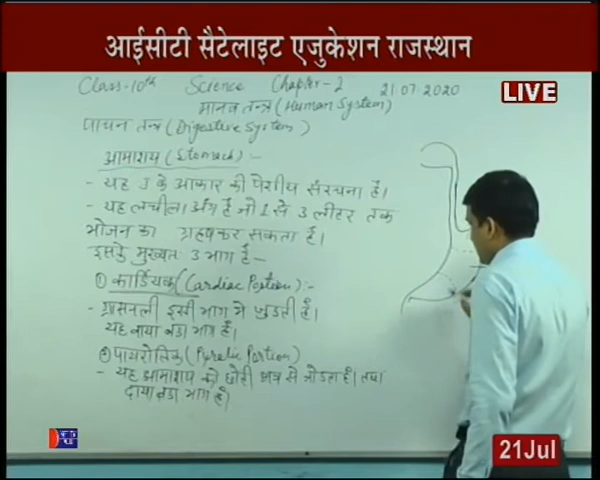 आईसीटी सैटेलाइट एजुकेशन राजस्थान
LIVE
Class-10th Science Chapter-2 21.07.2020
मानव तन्त्र (Human System)
पाचन तन्त्र (Digestive System)
आमाशय (Stomach) :-
- यह J के आकार की पेशीय संरचना है।
- यह लचीला अंग है जो 1 से 3 लीटर तक
भोजन का ग्रहण कर सकता है।
इसके मुख्यतः 3 भाग है -
① कार्डियक (Cardiac Portion) :-
- ग्रासनली इसी भाग मे जुडती हैं।
यह बाया बडा भाग हैं।
② पायरोलिक (Pyrolic Portion)
- यह आमाशय को छोटी आंत्र से जोडता है। तथा
दाया बडा भाग हैं।
21Jul